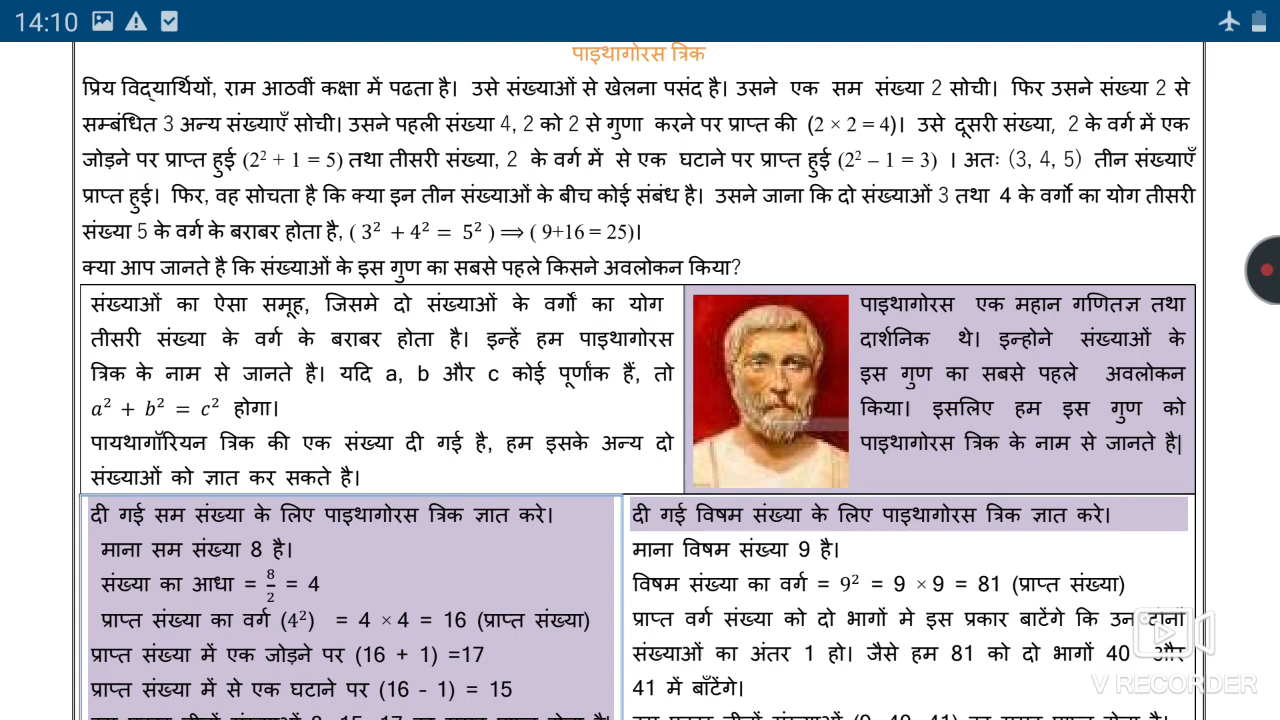 14:10
पाइथागोरस त्रिक
प्रिय विद्यार्थियों, राम आठवीं कक्षा में पढता है। उसे संख्याओं से खेलना पसंद है। उसने एक सम संख्या 2 सोची। फिर उसने संख्या 2 से
सम्बंधित 3 अन्य संख्याएँ सोची। उसने पहली संख्या 4, 2 को 2 से गुणा करने पर प्राप्त की (2 × 2 = 4)। उसे दूसरी संख्या, 2 के वर्ग में एक
जोड़ने पर प्राप्त हुई (2² + 1 = 5) तथा तीसरी संख्या, 2 के वर्ग में से एक घटाने पर प्राप्त हुई (2² – 1 = 3) । अतः (3, 4, 5) तीन संख्याएँ
प्राप्त हुई। फिर, वह सोचता है कि क्या इन तीन संख्याओं के बीच कोई संबंध है। उसने जाना कि दो संख्याओं 3 तथा 4 के वर्गो का योग तीसरी
संख्या 5 के वर्ग के बराबर होता है, ( 3² + 4² = 5² ) ⟹ ( 9+16 = 25)।
क्या आप जानते है कि संख्याओं के इस गुण का सबसे पहले किसने अवलोकन किया?
संख्याओं का ऐसा समूह, जिसमे दो संख्याओं के वर्गों का योग
तीसरी संख्या के वर्ग के बराबर होता है। इन्हें हम पाइथागोरस
त्रिक के नाम से जानते है। यदि a, b और c कोई पूर्णांक हैं, तो
a² + b² = c² होगा।
पायथागॉरियन त्रिक की एक संख्या दी गई है, हम इसके अन्य दो
संख्याओं को ज्ञात कर सकते है।
पाइथागोरस एक महान गणितज्ञ तथा
दार्शनिक थे। इन्होने संख्याओं के
इस गुण का सबसे पहले अवलोकन
किया। इसलिए हम इस गुण को
पाइथागोरस त्रिक के नाम से जानते है|
दी गई सम संख्या के लिए पाइथागोरस त्रिक ज्ञात करे।
माना सम संख्या 8 है।
संख्या का आधा = 8/2 = 4
प्राप्त संख्या का वर्ग (4²) = 4 × 4 = 16 (प्राप्त संख्या)
प्राप्त संख्या में एक जोड़ने पर (16 + 1) =17
प्राप्त संख्या में से एक घटाने पर (16 – 1) = 15
दी गई विषम संख्या के लिए पाइथागोरस त्रिक ज्ञात करे।
माना विषम संख्या 9 है।
विषम संख्या का वर्ग = 9² = 9 × 9 = 81 (प्राप्त संख्या)
प्राप्त वर्ग संख्या को दो भागों मे इस प्रकार बाटेंगे कि उन दोनों
संख्याओं का अंतर 1 हो। जैसे हम 81 को दो भागों 40 और
41 में बाँटेंगे।
V RECORDER